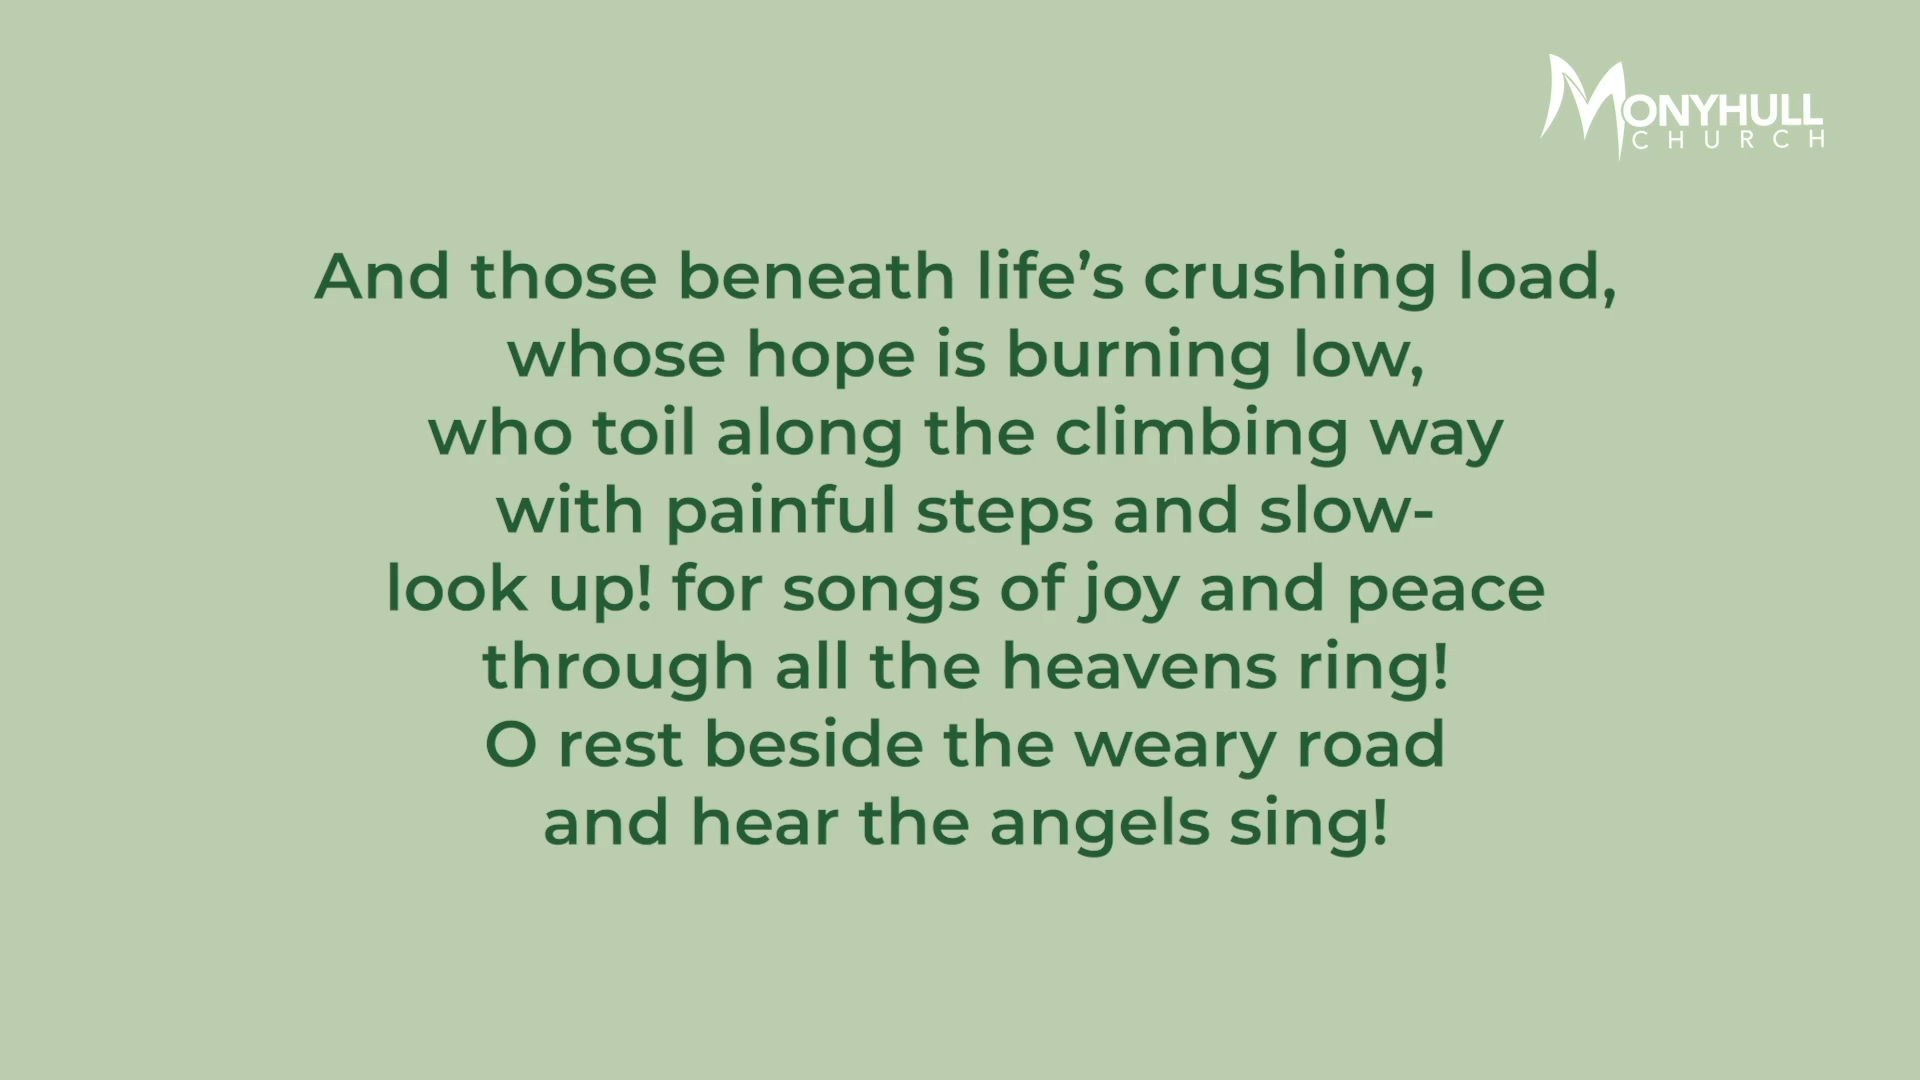 MONYHULL
CHURCH
And those beneath life’s crushing load,
whose hope is burning low,
who toil along the climbing way
with painful steps and slow-
look up! for songs of joy and peace
through all the heavens ring!
O rest beside the weary road
and hear the angels sing!